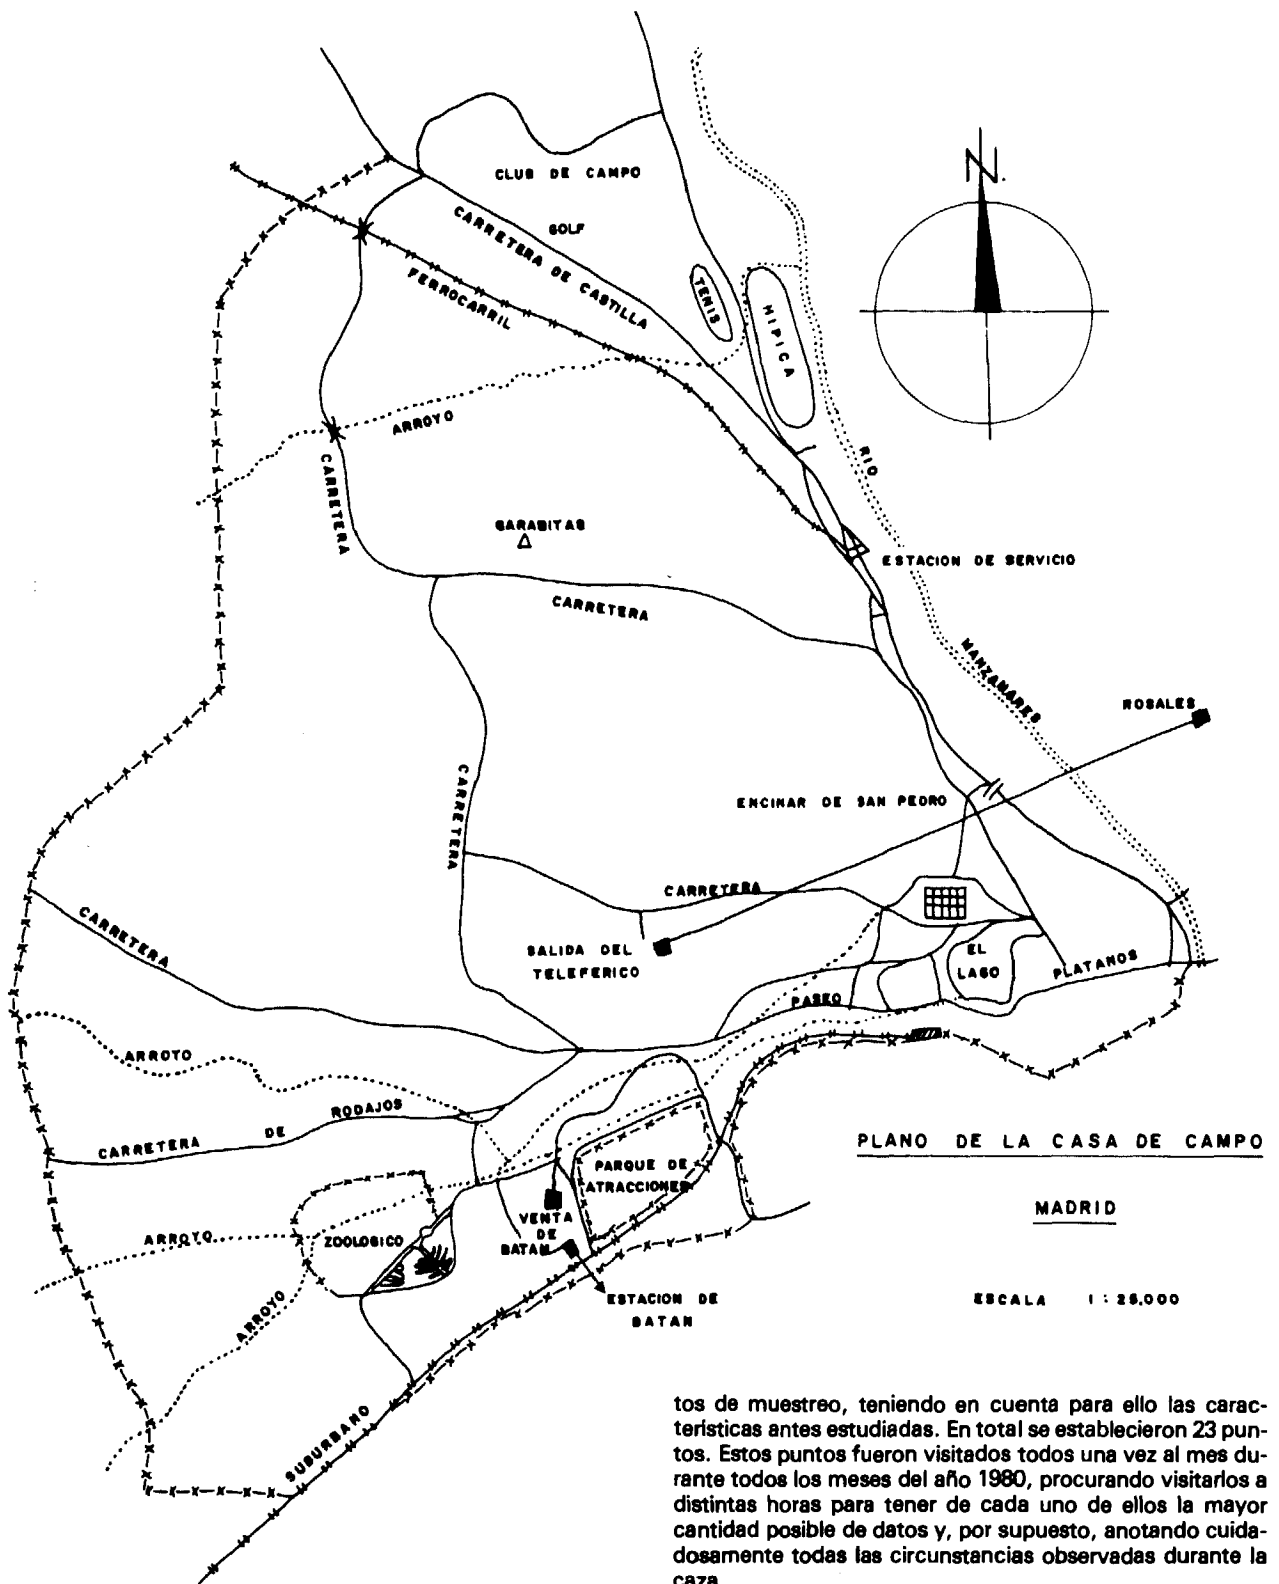 N.
CLUB DE CAMPO
GOLF
CARRETERA DE CASTILLA
FERROCARRIL
TENIS
HIPICA
ARROYO
RIO
CARRETERA
GARABITAS
ESTACION DE SERVICIO
CARRETERA
MANZANARES
ROSALES
CARRETERA
ENCINAR DE SAN PEDRO
CARRETERA
CARRETERA
SALIDA DEL
TELEFERICO
EL
LAGO
PLATANOS
PASEO
ARROYO
CARRETERA DE RODAJOS
PLANO DE LA CASA DE CAMPO
MADRID
ESCALA 1:25.000
PARQUE DE
ATRACCIONES
VENTA
DE
BATAN
ZOOLOGICO
ARROYO
ARROYO
ESTACION DE
BATAN
SUBURBANO
tos de muestreo, teniendo en cuenta para ello las carac-
terísticas antes estudiadas. En total se establecieron 23 pun-
tos. Estos puntos fueron visitados todos una vez al mes du-
rante todos los meses del año 1980, procurando visitarlos a
distintas horas para tener de cada uno de ellos la mayor
cantidad posible de datos y, por supuesto, anotando cuida-
dosamente todas las circunstancias observadas durante la
caza